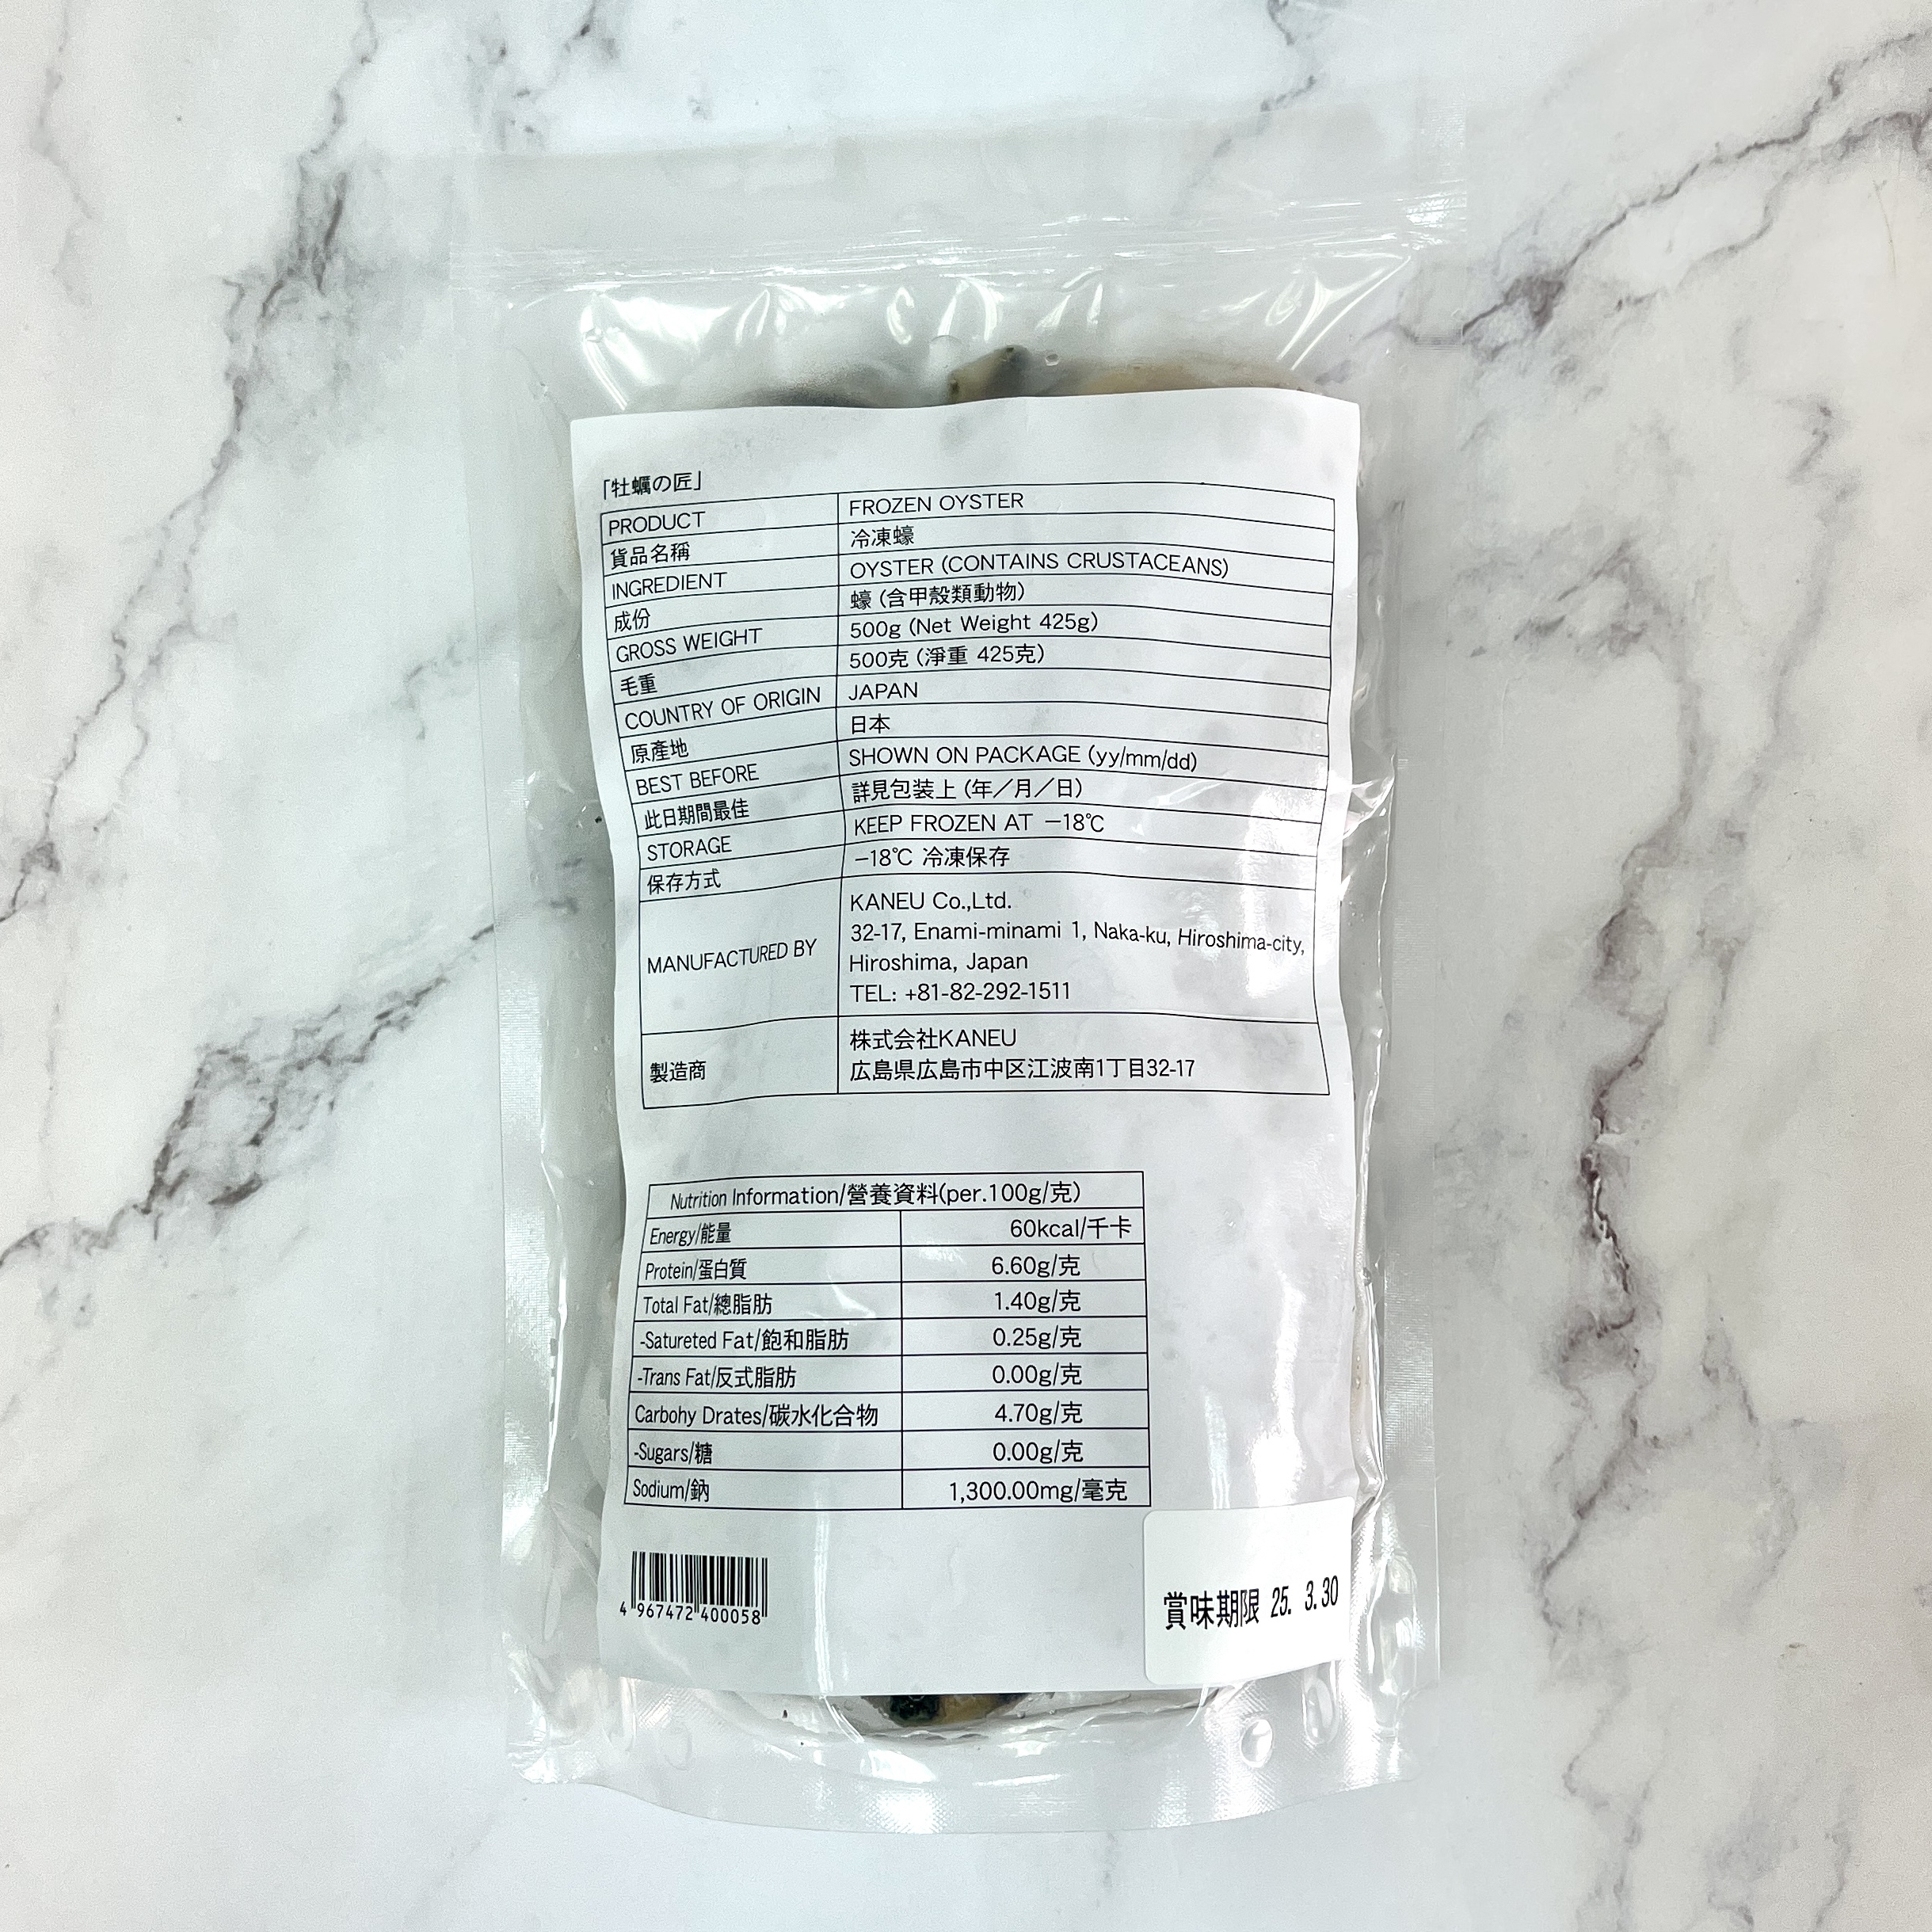 「牡蠣の匠」
PRODUCT FROZEN OYSTER
貨品名稱 冷凍蠔
INGREDIENT OYSTER (CONTAINS CRUSTACEANS)
成份 蠔 (含甲殼類動物)
GROSS WEIGHT 500g (Net Weight 425g)
毛重 500克 (淨重 425克)
COUNTRY OF ORIGIN JAPAN
原產地 日本
BEST BEFORE SHOWN ON PACKAGE (yy/mm/dd)
此日期間最佳 詳見包装上 (年／月／日)
STORAGE KEEP FROZEN AT −18℃
保存方式 −18℃ 冷凍保存
MANUFACTURED BY KANEU Co.,Ltd.
32-17, Enami-minami 1, Naka-ku, Hiroshima-city,
Hiroshima, Japan
TEL: +81-82-292-1511
製造商 株式会社KANEU
広島県広島市中区江波南1丁目32-17
Nutrition Information/營養資料(per.100g/克)
Energy/能量 60kcal/千卡
Protein/蛋白質 6.60g/克
Total Fat/總脂肪 1.40g/克
-Satureted Fat/飽和脂肪 0.25g/克
-Trans Fat/反式脂肪 0.00g/克
Carbohy Drates/碳水化合物 4.70g/克
-Sugars/糖 0.00g/克
Sodium/鈉 1,300.00mg/毫克
4 967472 400058
賞味期限 25. 3.30